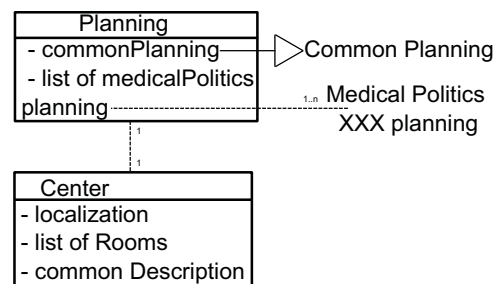 Planning
- commonPlanning
Common Planning
- list of medicalPolitics
planning
1..n
Medical Politics
XXX planning
1
1
Center
- localization
- list of Rooms
- common Description